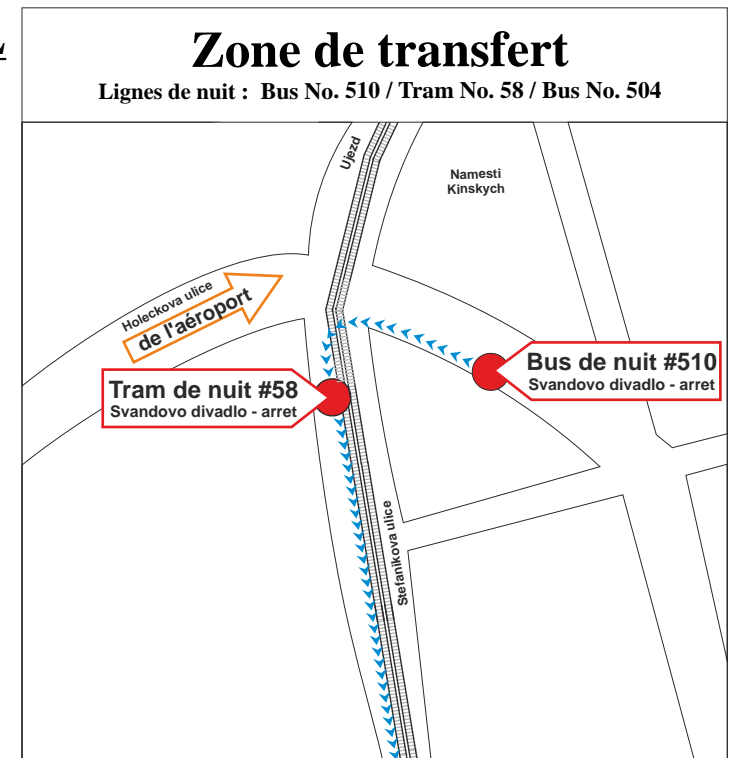 Zone de transfert
Lignes de nuit : Bus No. 510 / Tram No. 58 / Bus No. 504
Ujezd
Namesti
Kinskych
Holeckova ulice
de l'aéroport
Bus de nuit #510
Svandovo divadlo - arret
Tram de nuit #58
Svandovo divadlo - arret
Stefanikova ulice